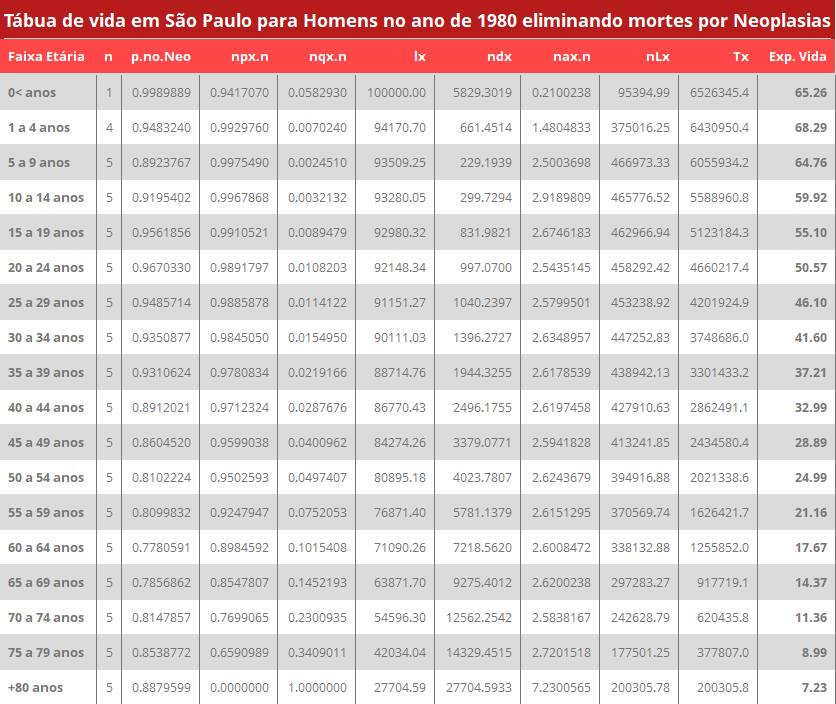 Tábua de vida em São Paulo para Homens no ano de 1980 eliminando mortes por Neoplasias
Faixa Etária n p.no.Neo npx.n nqx.n lx ndx nax.n nLx Tx Exp. Vida
0< anos 1 0.9989889 0.9417070 0.0582930 100000.00 5829.3019 0.2100238 95394.99 6526345.4 65.26
1 a 4 anos 4 0.9483240 0.9929760 0.0070240 94170.70 661.4514 1.4804833 375016.25 6430950.4 68.29
5 a 9 anos 5 0.8923767 0.9975490 0.0024510 93509.25 229.1939 2.5003698 466973.33 6055934.2 64.76
10 a 14 anos 5 0.9195402 0.9967868 0.0032132 93280.05 299.7294 2.9189809 465776.52 5588960.8 59.92
15 a 19 anos 5 0.9561856 0.9910521 0.0089479 92980.32 831.9821 2.6746183 462966.94 5123184.3 55.10
20 a 24 anos 5 0.9670330 0.9891797 0.0108203 92148.34 997.0700 2.5435145 458292.42 4660217.4 50.57
25 a 29 anos 5 0.9485714 0.9885878 0.0114122 91151.27 1040.2397 2.5799501 453238.92 4201924.9 46.10
30 a 34 anos 5 0.9350877 0.9845050 0.0154950 90111.03 1396.2727 2.6348957 447252.83 3748686.0 41.60
35 a 39 anos 5 0.9310624 0.9780834 0.0219166 88714.76 1944.3255 2.6178539 438942.13 3301433.2 37.21
40 a 44 anos 5 0.8912021 0.9712324 0.0287676 86770.43 2496.1755 2.6197458 427910.63 2862491.1 32.99
45 a 49 anos 5 0.8604520 0.9599038 0.0400962 84274.26 3379.0771 2.5941828 413241.85 2434580.4 28.89
50 a 54 anos 5 0.8102224 0.9502593 0.0497407 80895.18 4023.7807 2.6243679 394916.88 2021338.6 24.99
55 a 59 anos 5 0.8099832 0.9247947 0.0752053 76871.40 5781.1379 2.6151295 370569.74 1626421.7 21.16
60 a 64 anos 5 0.7780591 0.8984592 0.1015408 71090.26 7218.5620 2.6008472 338132.88 1255852.0 17.67
65 a 69 anos 5 0.7856862 0.8547807 0.1452193 63871.70 9275.4012 2.6200238 297283.27 917719.1 14.37
70 a 74 anos 5 0.8147857 0.7699065 0.2300935 54596.30 12562.2542 2.5838167 242628.79 620435.8 11.36
75 a 79 anos 5 0.8538772 0.6590989 0.3409011 42034.04 14329.4515 2.7201518 177501.25 377807.0 8.99
+80 anos 5 0.8879599 0.0000000 1.0000000 27704.59 27704.5933 7.2300565 200305.78 200305.8 7.23